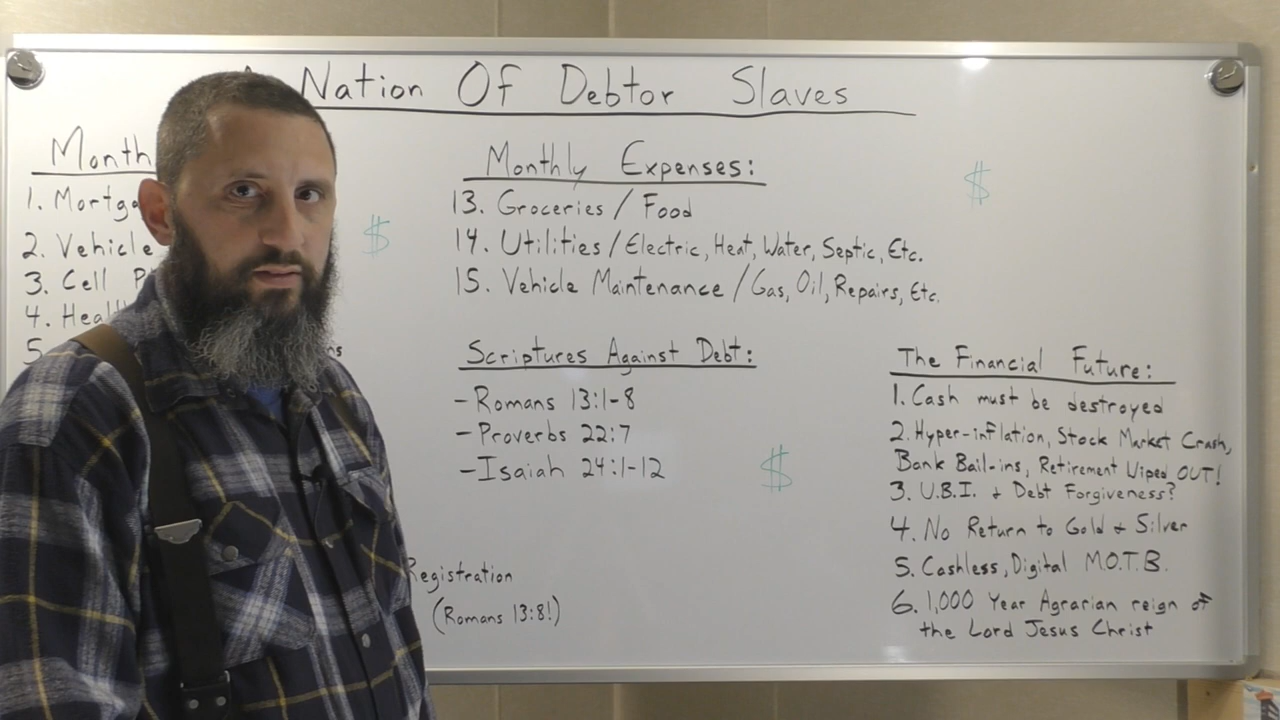 Nation Of Debtor Slaves
Month
1. Mortga
2. Vehicle
3. Cell P
4. Heal
5
ns
Registration
(Romans 13:8!)
$
Monthly Expenses:
13. Groceries / Food
14. Utilities / Electric, Heat, Water, Septic, Etc.
15. Vehicle Maintenance / Gas, Oil, Repairs, Etc.
$
Scriptures Against Debt:
- Romans 13:1-8
- Proverbs 22:7
- Isaiah 24:1-12
$
The Financial Future:
1. Cash must be destroyed
2. Hyper-inflation, Stock Market Crash,
Bank Bail-ins, Retirement Wiped OUT!
3. U.B.I. + Debt Forgiveness?
4. No Return to Gold + Silver
5. Cashless, Digital M.O.T.B.
6. 1,000 Year Agrarian reign of
the Lord Jesus Christ